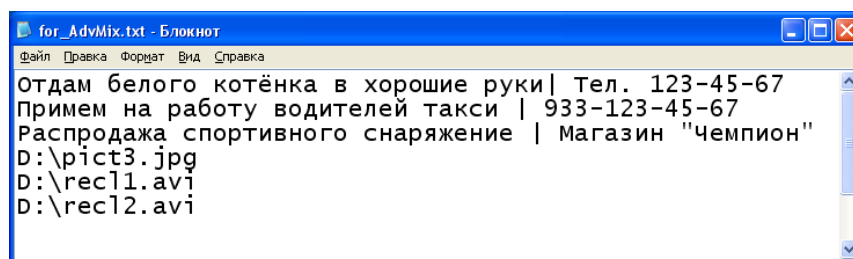 for_AdvMix.txt - Блокнот
Файл Правка Формат Вид Справка
Отдам белого котёнка в хорошие руки| Тел. 123-45-67
Примем на работу водителей такси | 933-123-45-67
Распродажа спортивного снаряжение | Магазин "Чемпион"
D:\pict3.jpg
D:\recl1.avi
D:\recl2.avi